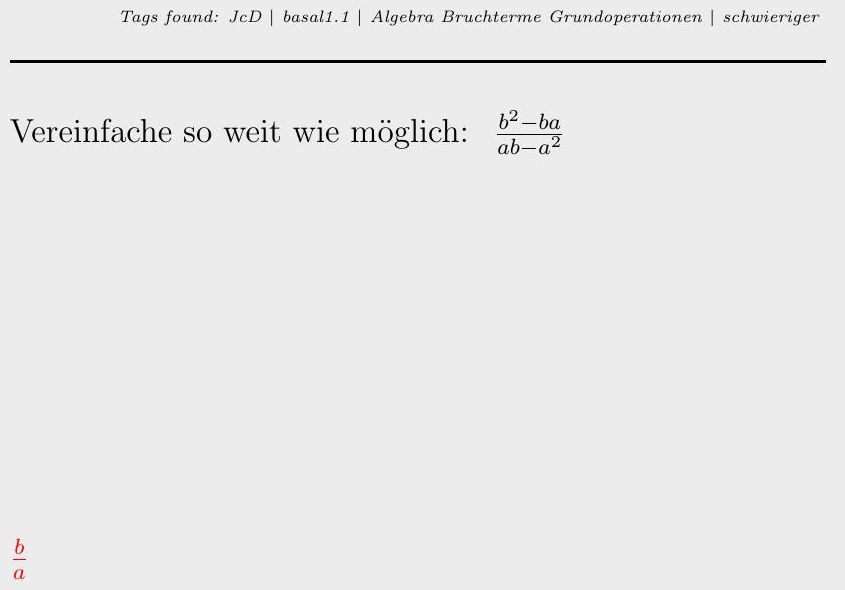 Tags found: JcD | basal1.1 | Algebra Bruchterme Grundoperationen | schwieriger
Vereinfache so weit wie möglich: $\frac{b^2-ba}{ab-a^2}$
$\frac{b}{a}$